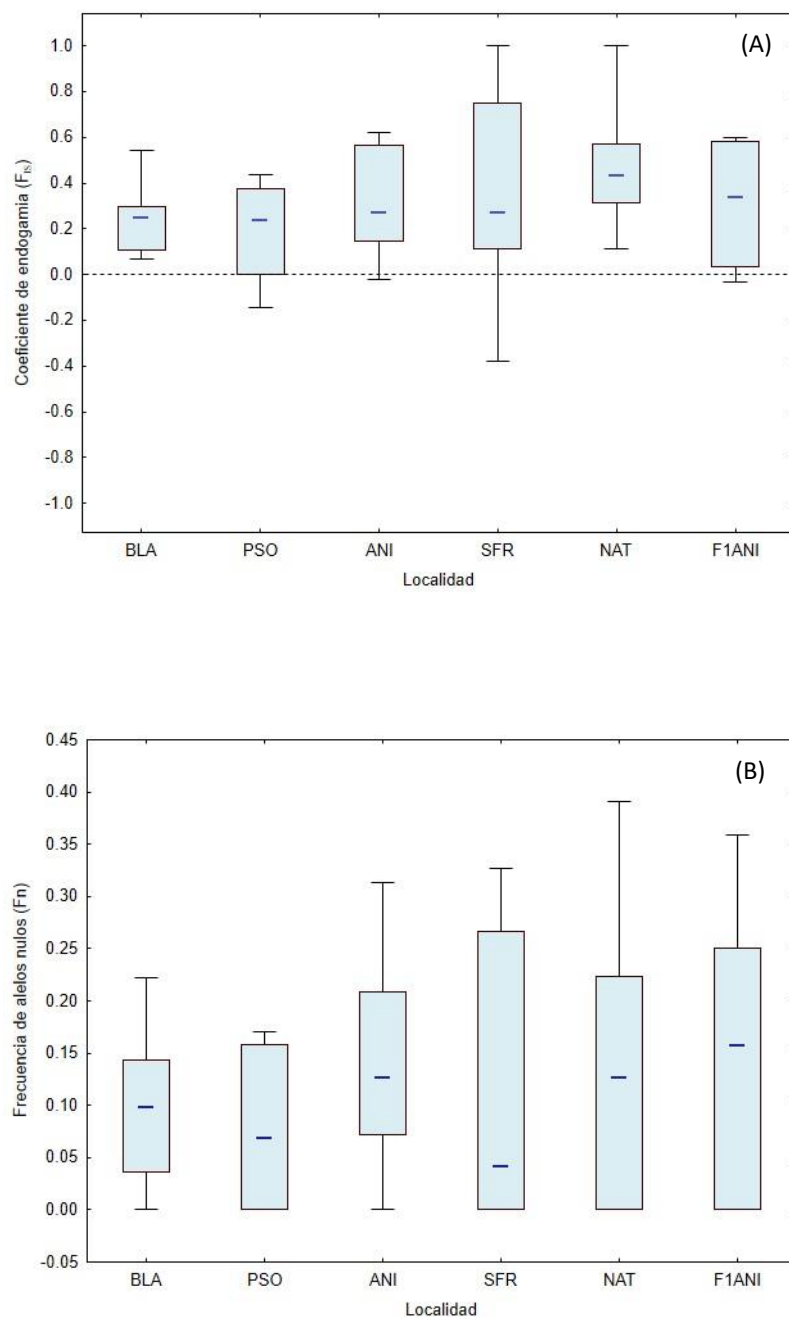 (A)
Coeficiente de endogamia (FIS)
1.0
0.8
0.6
0.4
0.2
0.0
-0.2
-0.4
-0.6
-0.8
-1.0
BLA PSO ANI SFR NAT F1ANI
Localidad
(B)
Frecuencia de alelos nulos (Fn)
0.45
0.40
0.35
0.30
0.25
0.20
0.15
0.10
0.05
0.00
-0.05
BLA PSO ANI SFR NAT F1ANI
Localidad